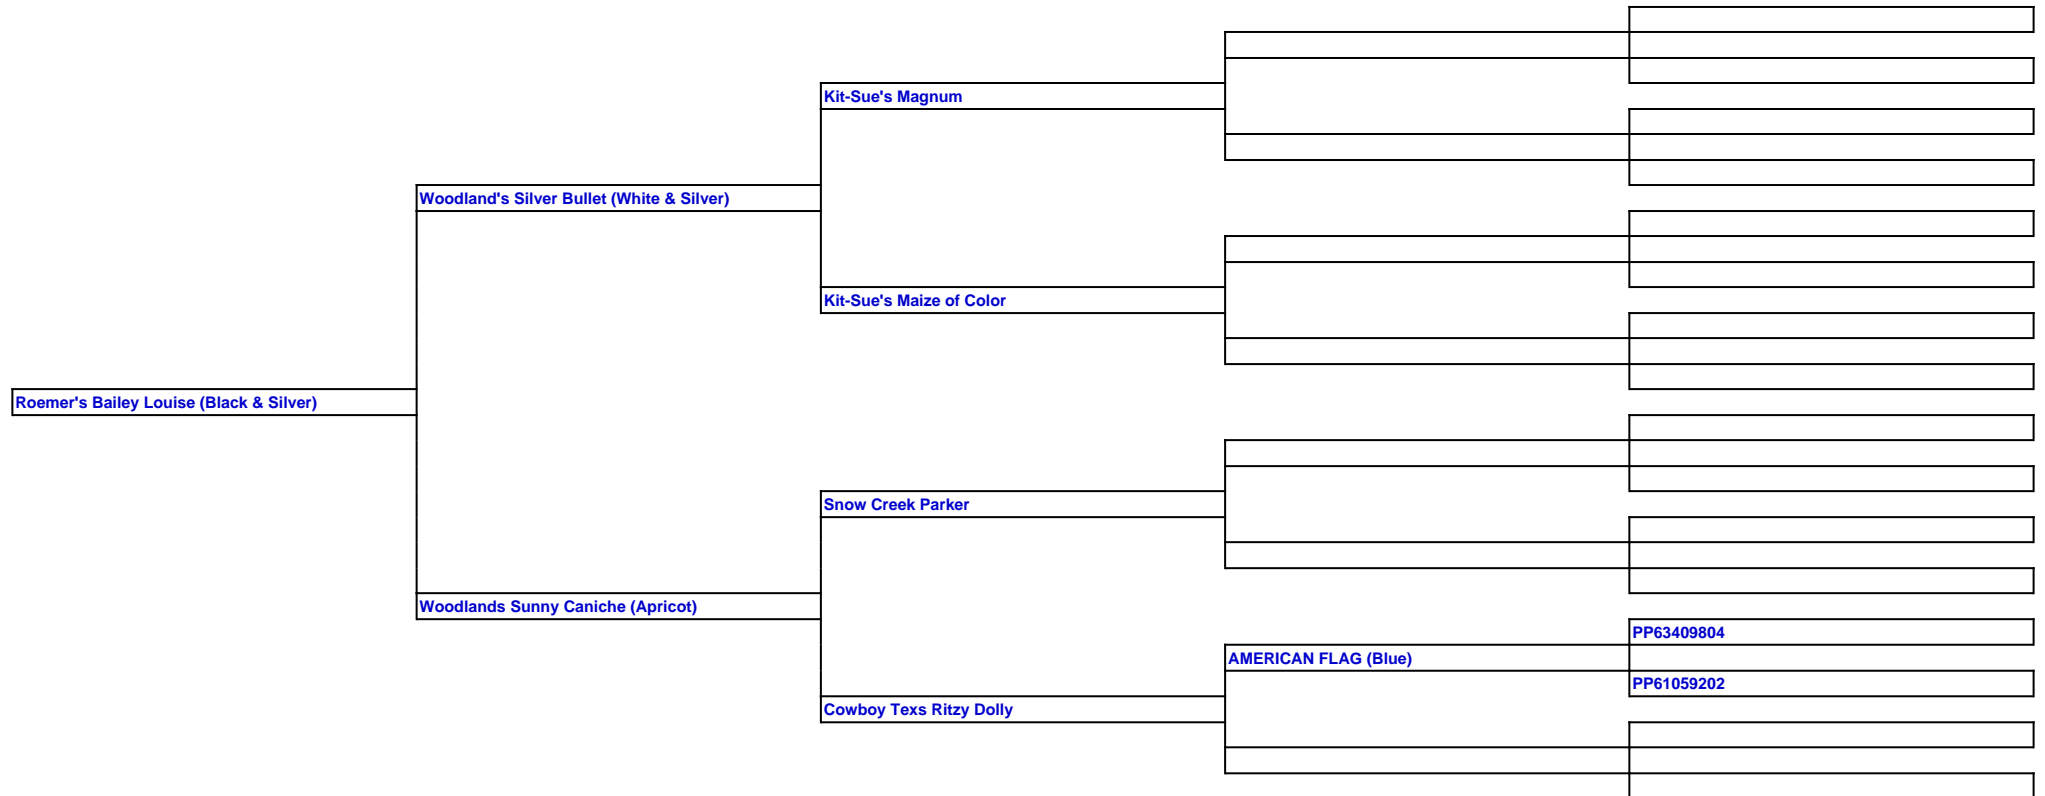 Kit-Sue's Magnum
Woodland's Silver Bullet (White & Silver)
Kit-Sue's Maize of Color
Roemer's Bailey Louise (Black & Silver)
Snow Creek Parker
Woodlands Sunny Caniche (Apricot)
PP63409804
AMERICAN FLAG (Blue)
PP61059202
Cowboy Texs Ritzy Dolly